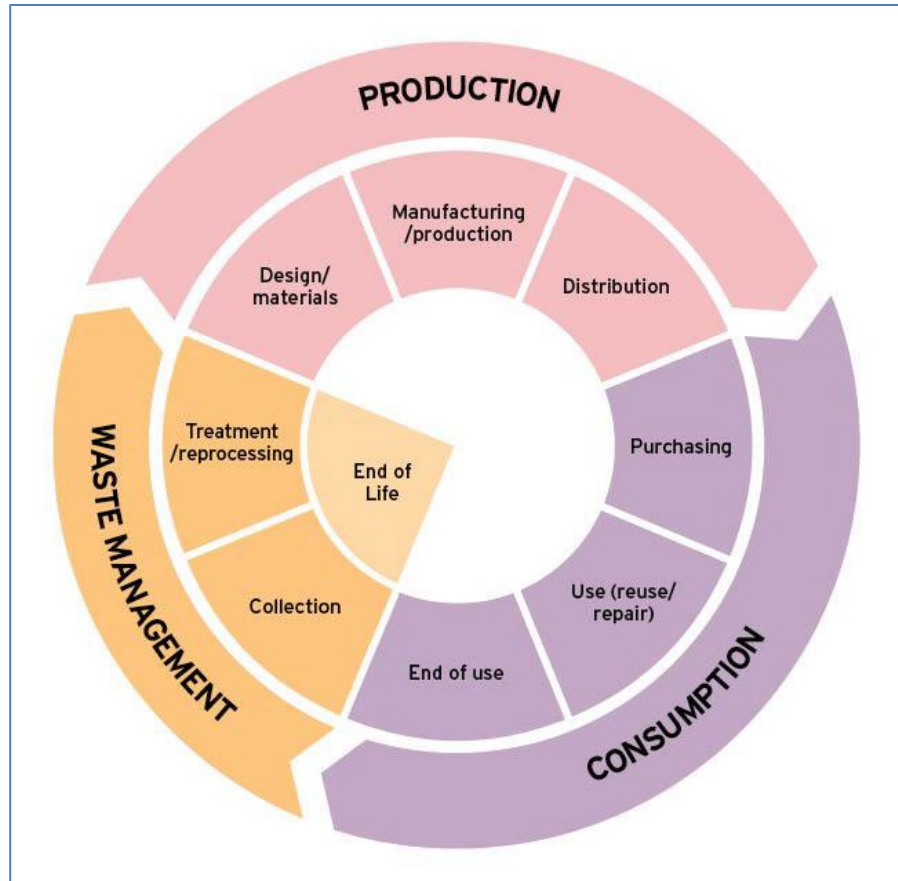 PRODUCTION
Manufacturing
/production
Design/
materials
Distribution
Treatment
/reprocessing
End of
Life
Purchasing
WASTE MANAGEMENT
Collection
Use (reuse/
repair)
End of use
CONSUMPTION